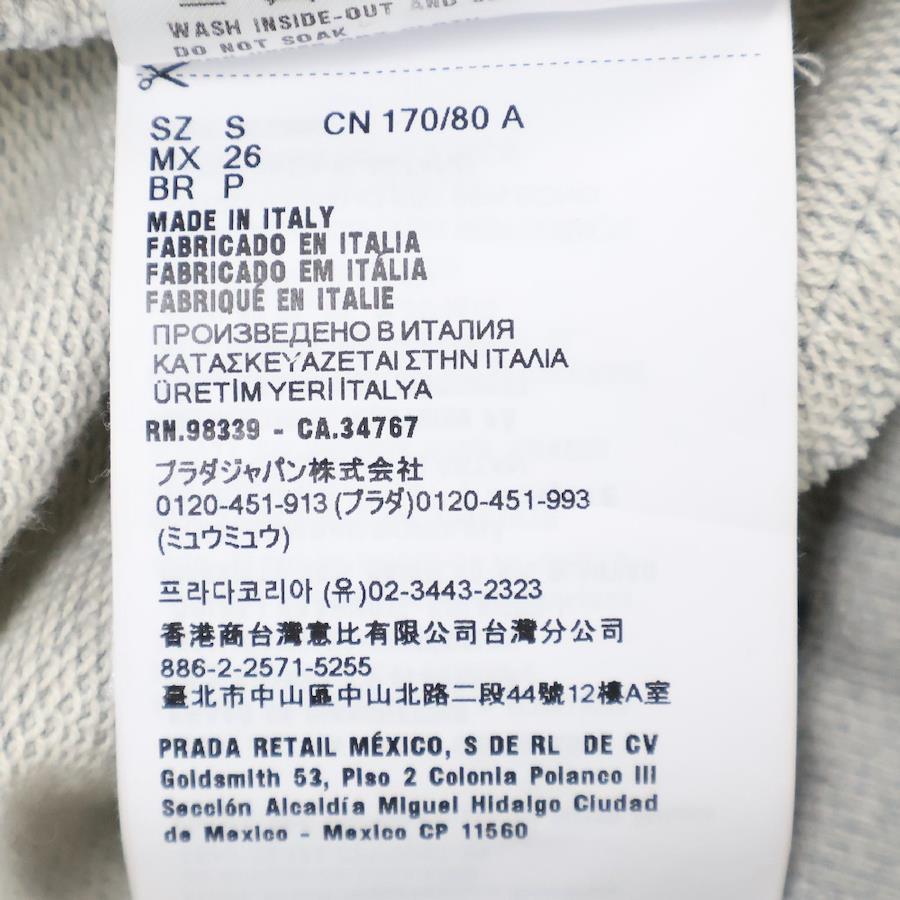 WASH INSIDE-OUT AND
DO NOT SOAK
SZ S CN 170/80 A
MX 26
BR P
MADE IN ITALY
FABRICADO EN ITALIA
FABRICADO EM ITÁLIA
FABRIQUÉ EN ITALIE
ПРОИЗВЕДЕНО В ИТАЛИЯ
ΚΑΤΑΣΚΕΥΑΖΕΤΑΙ ΣΤΗΝ ΙΤΑΛΙΑ
ÜRETİM YERİ İTALYA
RN.98339 - CA.34767
プラダジャパン株式会社
0120-451-913 (プラダ)0120-451-993
(ミュウミュウ)
프라다코리아 (유)02-3443-2323
香港商台灣意比有限公司台灣分公司
886-2-2571-5255
臺北市中山區中山北路二段44號12樓A室
PRADA RETAIL MÉXICO, S DE RL DE CV
Goldsmith 53, Piso 2 Colonia Polanco III
Sección Alcaldía Miguel Hidalgo Ciudad
de Mexico - Mexico CP 11560